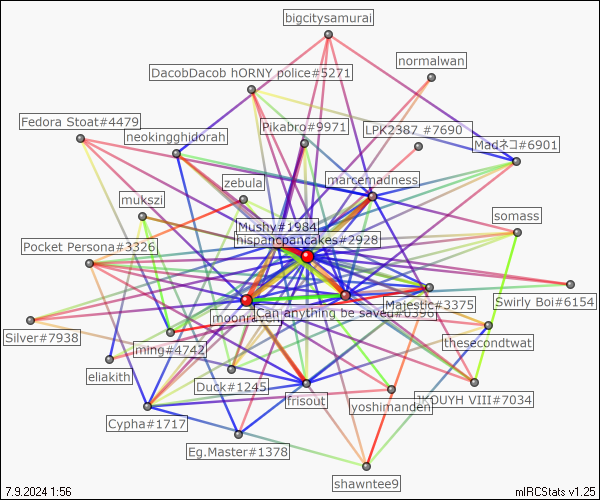 bigcitysamurai
normalwan
DacobDacob hORNY police#5271
Fedora Stoat#4479
Pikabro#9971
LPK2387 #7690
neokingghidorah
Madネコ#6901
zebula
marcemadness
mukszi
somass
Mushy#1984
hispancpancakes#2928
Pocket Persona#3326
Majestic#3375
Swirly Boi#6154
moonraven
Can anything be saved#0396
Silver#7938
ming#4742
thesecondtwat
eliakith
Duck#1245
frisout
yoshimanden
JKOUYH VIII#7034
Cypha#1717
Eg.Master#1378
shawntee9
7.9.2024 1:56
mIRCStats v1.25